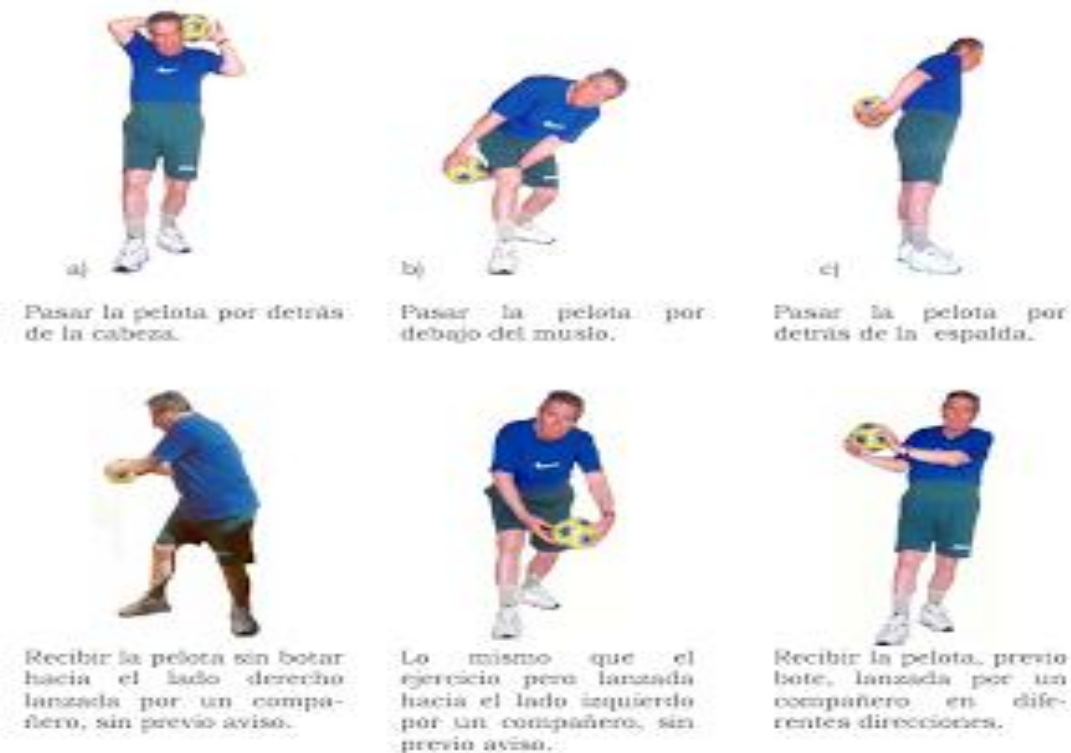 a)
Pasar la pelota por detrás
de la cabeza.
b)
Pasar la pelota por
debajo del muslo.
c)
Pasar la pelota por
detrás de la espalda.
Recibir la pelota sin botar
hacia el lado derecho
lanzada por un compa-
ñero, sin previo aviso.
Lo mismo que el
ejercicio pero lanzada
hacia el lado izquierdo
por un compañero, sin
previo aviso.
Recibir la pelota, previo
bote, lanzada por un
compañero en dife-
rentes direcciones.